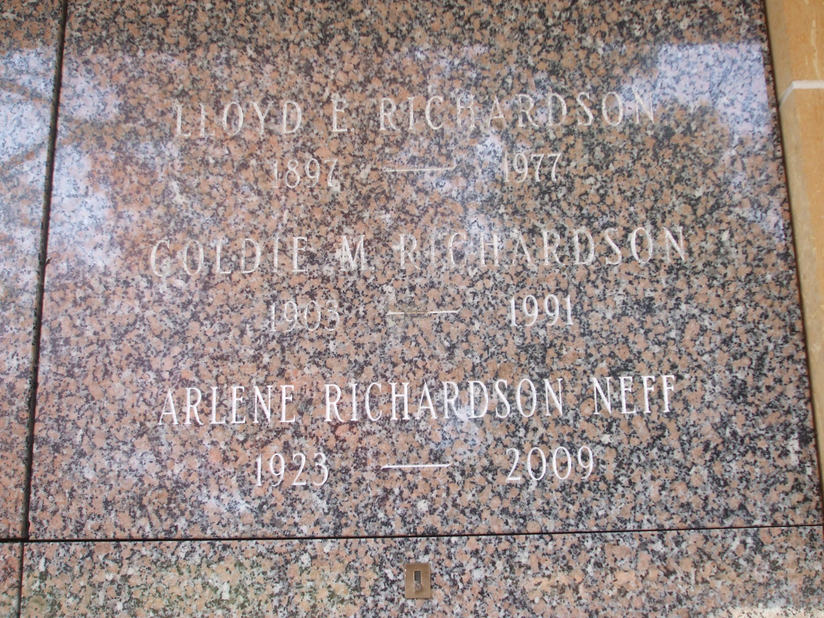 LLOYD E RICHARDSON
1897 — 1977
GOLDIE M RICHARDSON
1903 — 1991
ARLENE RICHARDSON NEFF
1923 — 2009